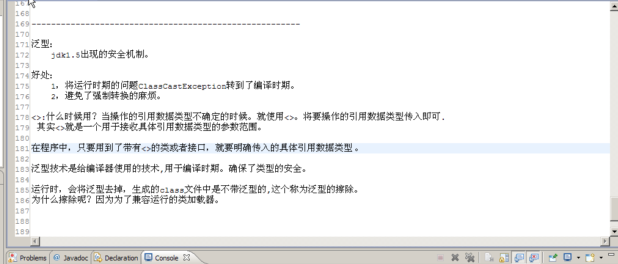 167
168
169 -------------------------------------------------------
170
171 泛型:
172 jdk1.5出现的安全机制。
173
174 好处:
175 1,将运行时期的问题ClassCastException转到了编译时期。
176 2,避免了强制转换的麻烦。
177
178 <>:什么时候用?当操作的引用数据类型不确定的时候。就使用<>。将要操作的引用数据类型传入即可.
179 其实<>就是一个用于接收具体引用数据类型的参数范围。
180
181 在程序中,只要用到了带有<>的类或者接口,就要明确传入的具体引用数据类型 。
182
183 泛型技术是给编译器使用的技术,用于编译时期。确保了类型的安全。
184
185 运行时,会将泛型去掉,生成的class文件中是不带泛型的,这个称为泛型的擦除。
186 为什么擦除呢?因为为了兼容运行的类加载器。
187
188
189
Problems @ Javadoc Declaration Console